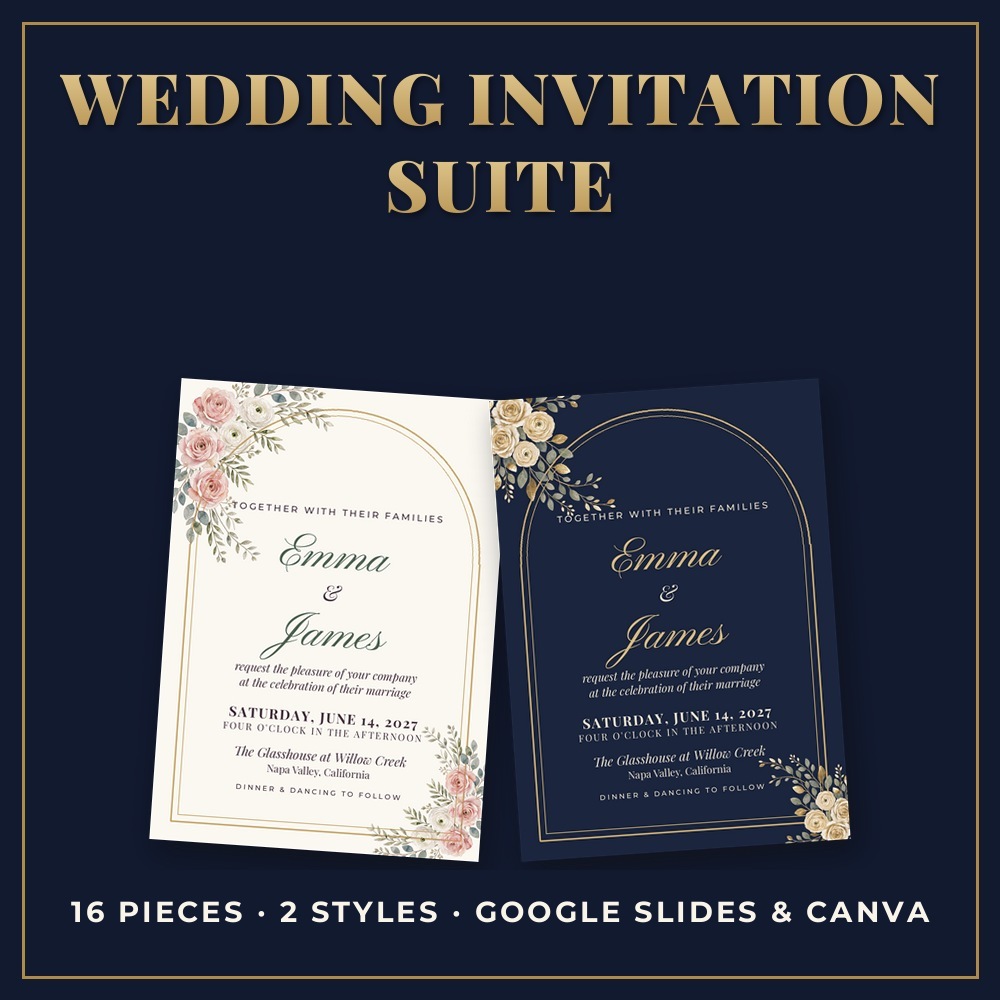 WEDDING INVITATION
SUITE
TOGETHER WITH THEIR FAMILIES
Emma
&
James
request the pleasure of your company
at the celebration of their marriage
SATURDAY, JUNE 14, 2027
FOUR O'CLOCK IN THE AFTERNOON
The Glasshouse at Willow Creek
Napa Valley, California
DINNER & DANCING TO FOLLOW
TOGETHER WITH THEIR FAMILIES
Emma
&
James
request the pleasure of your company
at the celebration of their marriage
SATURDAY, JUNE 14, 2027
FOUR O'CLOCK IN THE AFTERNOON
The Glasshouse at Willow Creek
Napa Valley, California
DINNER & DANCING TO FOLLOW
16 PIECES · 2 STYLES · GOOGLE SLIDES & CANVA